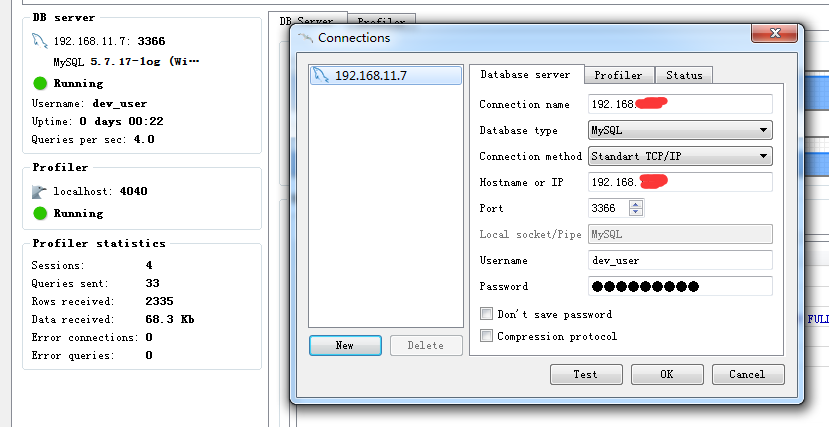 DB server
192.168.11.7: 3366
MySQL 5.7.17-log (Wi…
Running
Username: dev_user
Uptime: 0 days 00:22
Queries per sec: 4.0
Profiler
localhost: 4040
Running
Profiler statistics
Sessions: 4
Queries sent: 33
Rows received: 2335
Data received: 68.3 Kb
Error connections: 0
Error queries: 0
DB Server
Profiler
Connections
192.168.11.7
New
Delete
Database server
Profiler
Status
Connection name 192.168.
Database type MySQL
Connection method Standart TCP/IP
Hostname or IP 192.168.
Port 3366
Local socket/Pipe MySQL
Username dev_user
Password ●●●●●●●●●
Don't save password
Compression protocol
Test
OK
Cancel
FULL